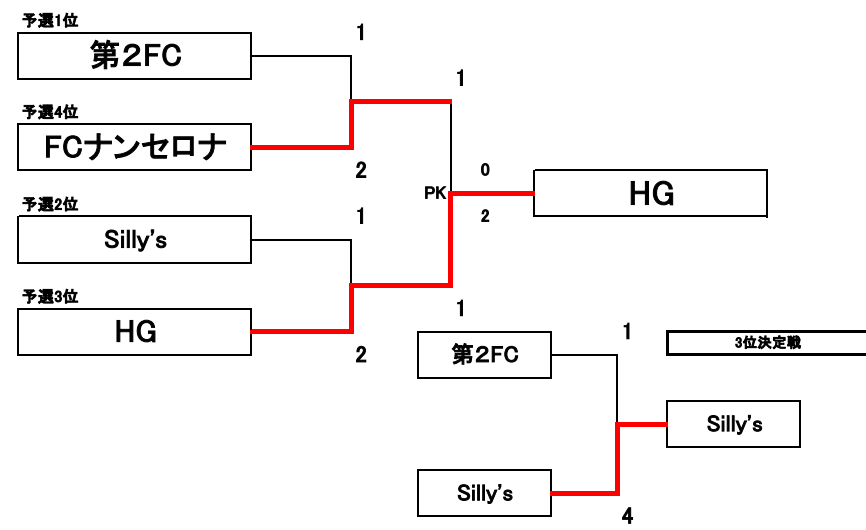 予選1位
第2FC
1
1
予選4位
FCナンセロナ
2
予選2位
Silly's
1
PK
0
2
HG
予選3位
HG
2
1
第2FC
1
3位決定戦
Silly's
Silly's
4